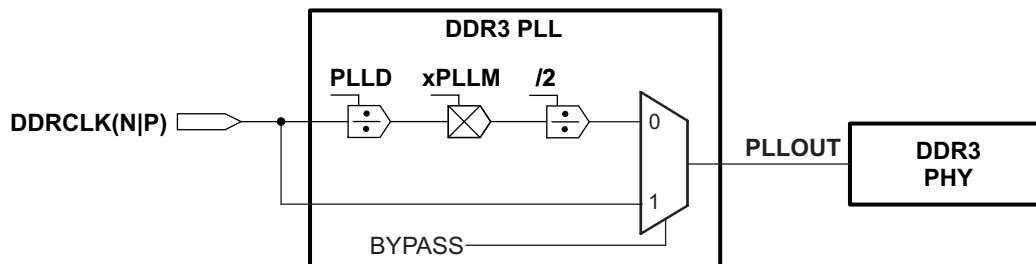 DDR3 PLL
PLLD xPLLM /2
DDRCLK(N|P)
0
PLLOUT
DDR3
PHY
1
BYPASS